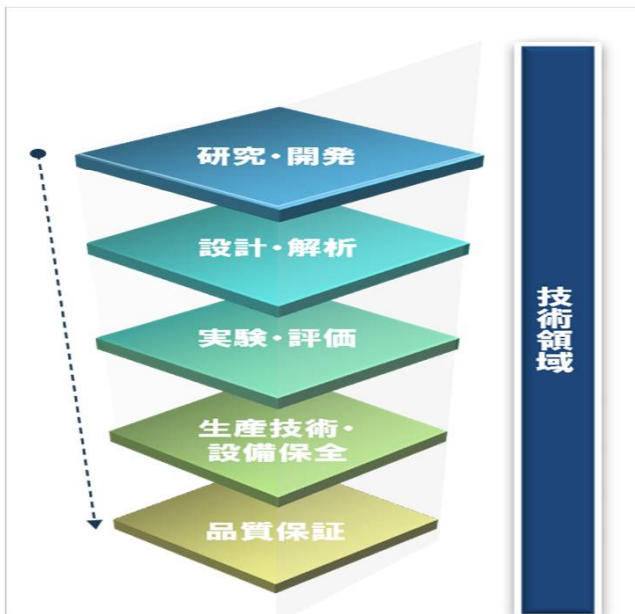 研究・開発
設計・解析
実験・評価
生産技術・
設備保全
品質保証
技術領域